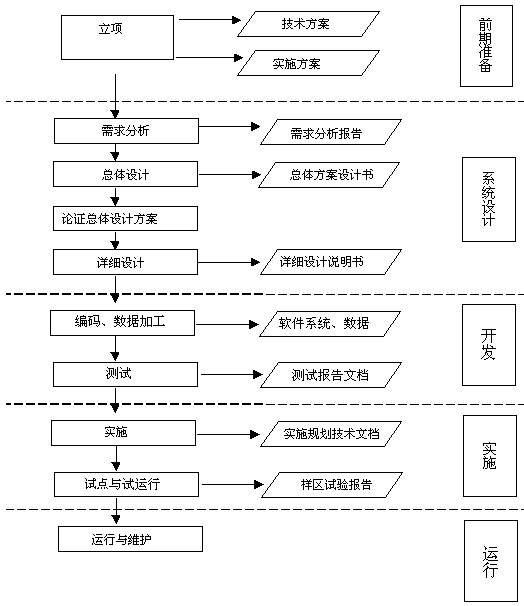 立项
技术方案
实施方案
前期准备
需求分析
需求分析报告
总体设计
总体方案设计书
论证总体设计方案
详细设计
详细设计说明书
系统设计
编码、数据加工
软件系统、数据
测试
测试报告文档
开发
实施
实施规划技术文档
试点与试运行
样区试验报告
实施
运行与维护
运行